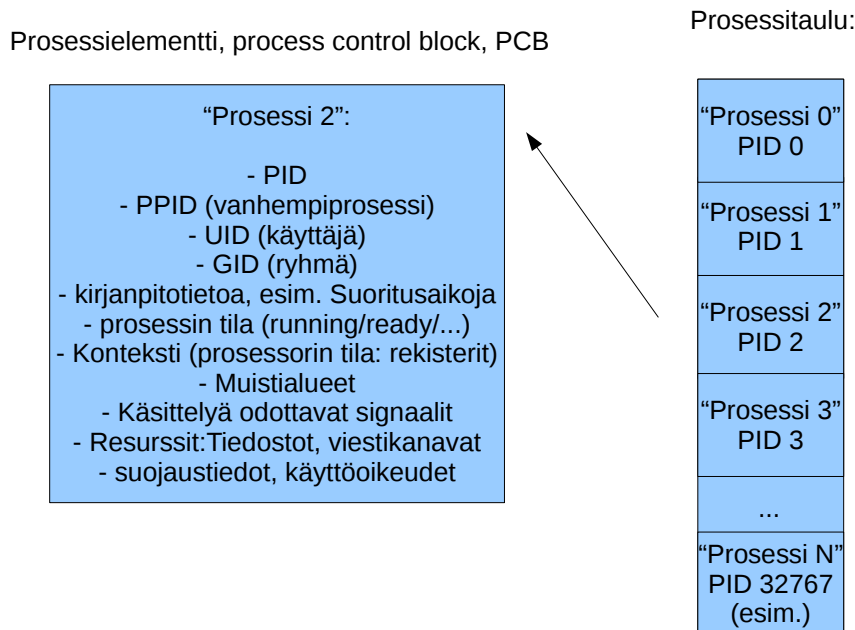 Prosessielementti, process control block, PCB
“Prosessi 2”:
- PID
- PPID (vanhempiprosessi)
- UID (käyttäjä)
- GID (ryhmä)
- kirjanpitotietoa, esim. Suoritusaikoja
- prosessin tila (running/ready/...)
- Konteksti (prosessorin tila: rekisterit)
- Muistialueet
- Käsittelyä odottavat signaalit
- Resurssit:Tiedostot, viestikanavat
- suojaustiedot, käyttöoikeudet
Prosessitaulu:
“Prosessi 0”
PID 0
“Prosessi 1”
PID 1
“Prosessi 2”
PID 2
“Prosessi 3”
PID 3
...
“Prosessi N”
PID 32767
(esim.)